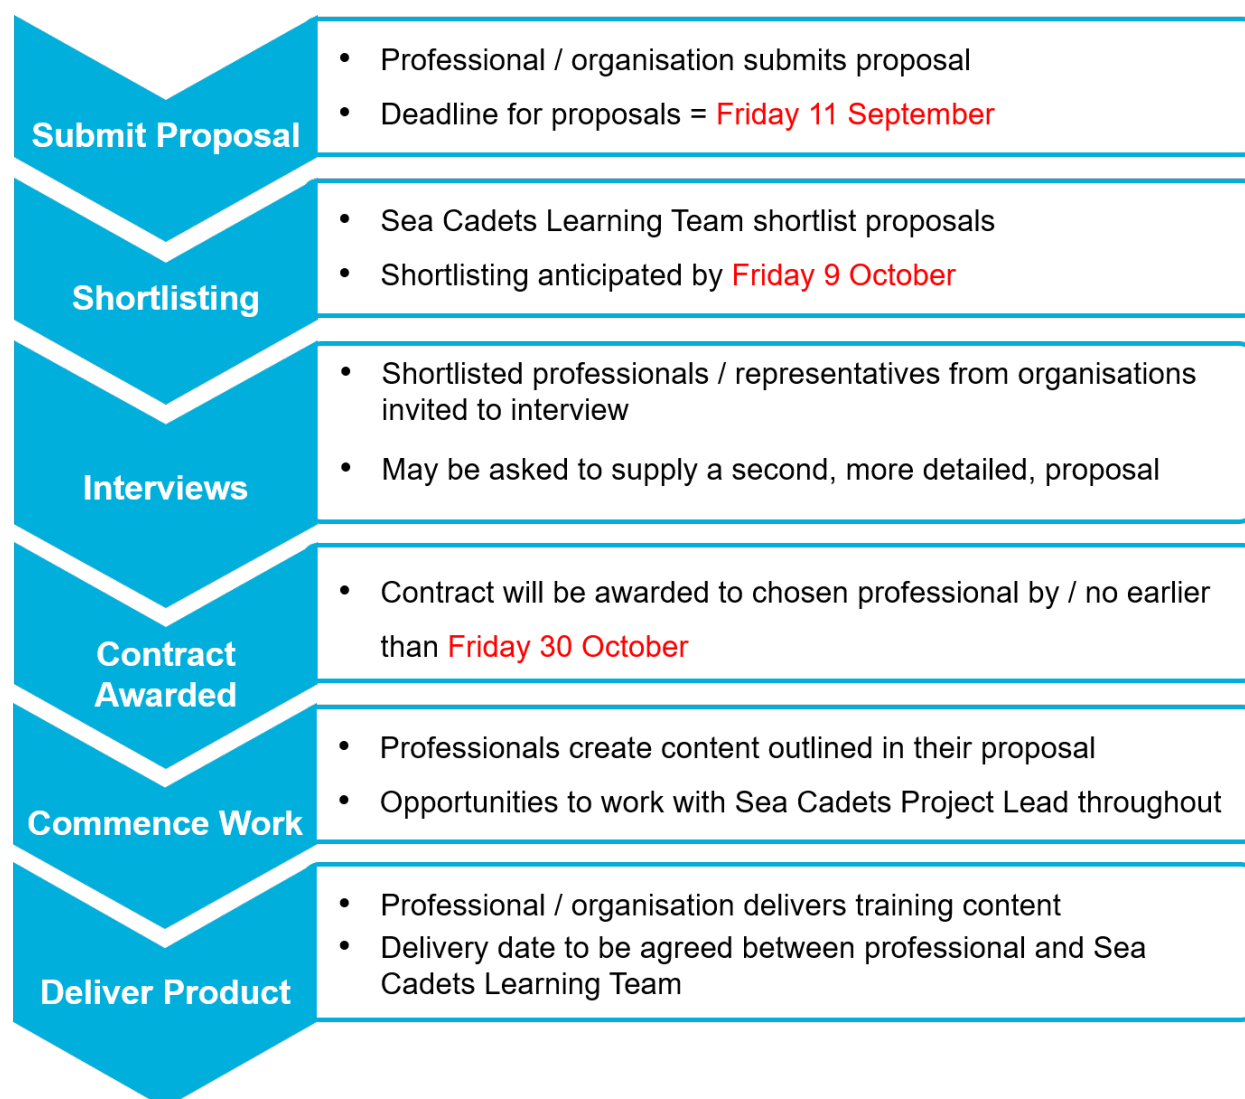 Submit Proposal
• Professional / organisation submits proposal
• Deadline for proposals = Friday 11 September
Shortlisting
• Sea Cadets Learning Team shortlist proposals
• Shortlisting anticipated by Friday 9 October
Interviews
• Shortlisted professionals / representatives from organisations
invited to interview
• May be asked to supply a second, more detailed, proposal
Contract
Awarded
• Contract will be awarded to chosen professional by / no earlier
than Friday 30 October
Commence Work
• Professionals create content outlined in their proposal
• Opportunities to work with Sea Cadets Project Lead throughout
Deliver Product
• Professional / organisation delivers training content
• Delivery date to be agreed between professional and Sea
Cadets Learning Team